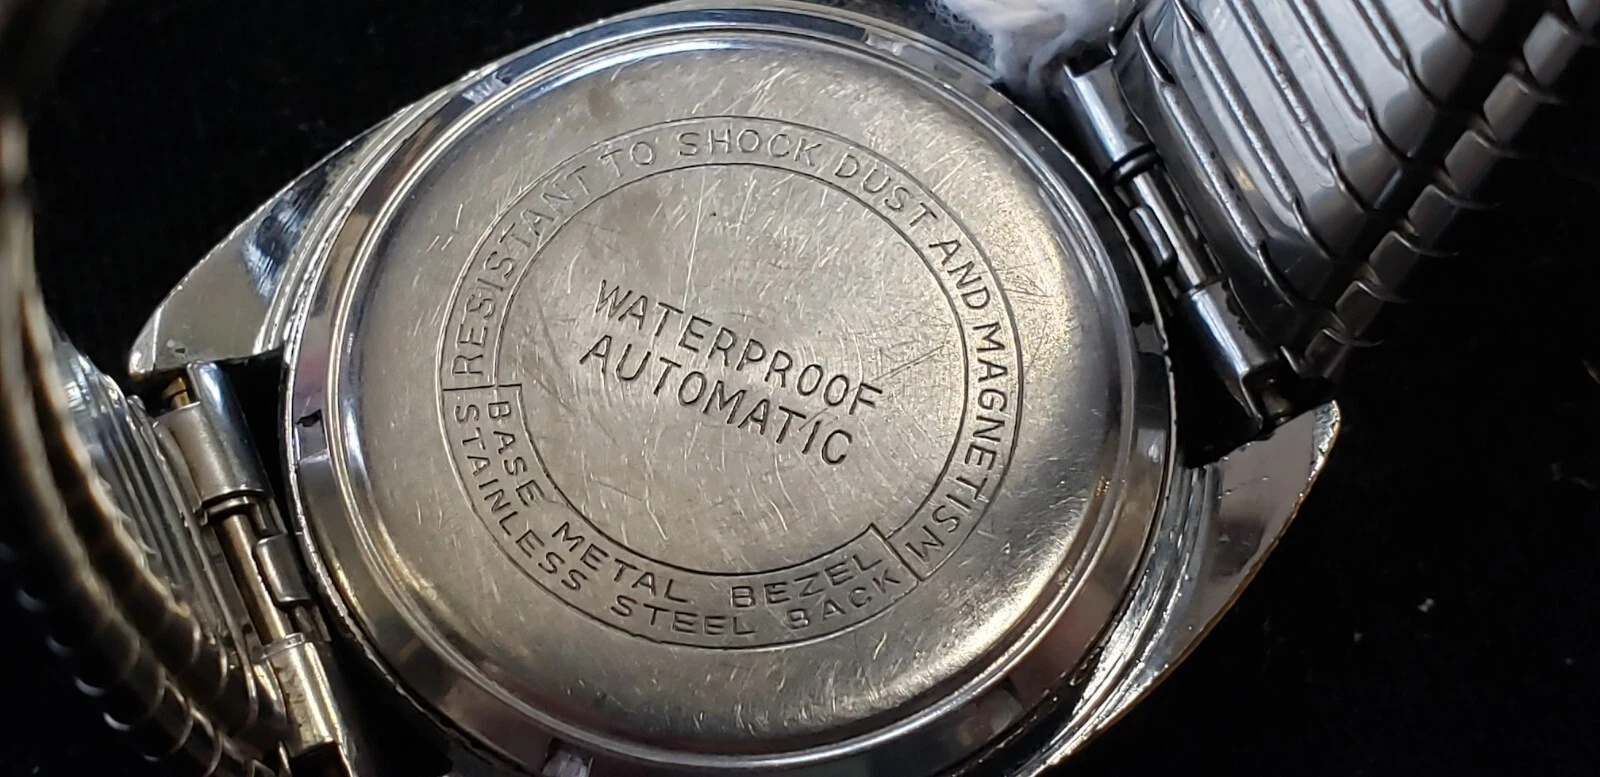 RESISTANT TO SHOCK DUST AND MAGNETISM
WATERPROOF
AUTOMATIC
BASE METAL BEZEL
STAINLESS STEEL BACK